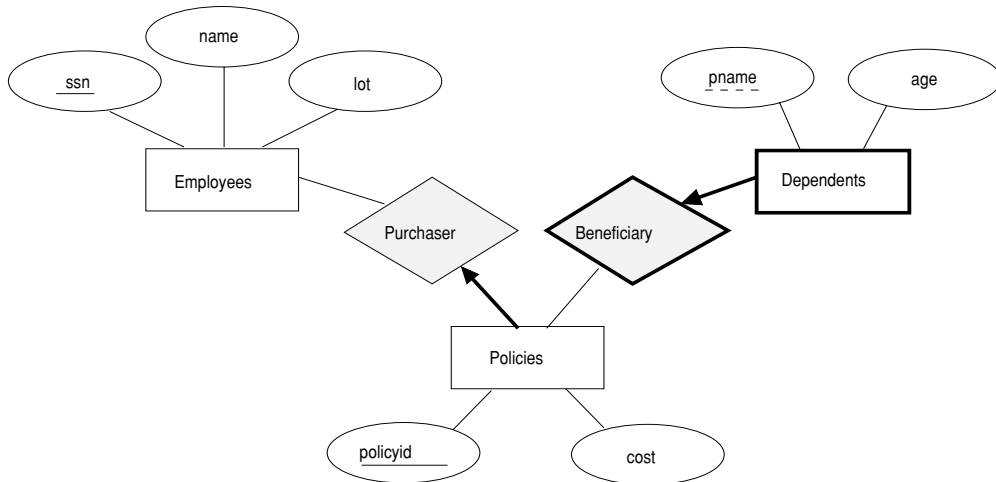 name
ssn
lot
pname
age
Employees
Dependents
Purchaser
Beneficiary
Policies
policyid
cost